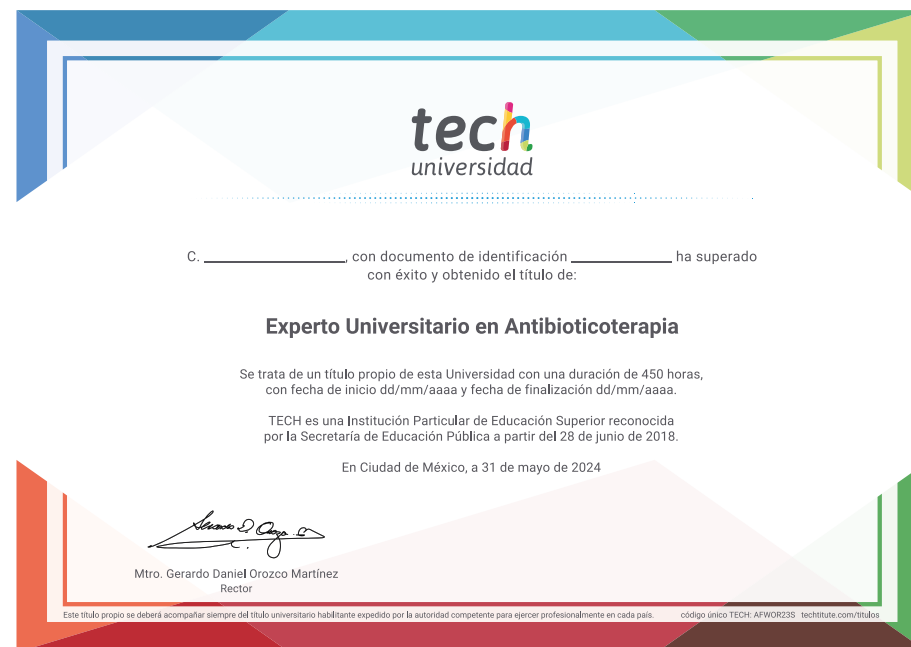 tech
universidad
C. ____________, con documento de identificación ____________ ha superado
con éxito y obtenido el título de:
Experto Universitario en Antibioticoterapia
Se trata de un título propio de esta Universidad con una duración de 450 horas,
con fecha de inicio dd/mm/aaaa y fecha de finalización dd/mm/aaaa.
TECH es una Institución Particular de Educación Superior reconocida
por la Secretaría de Educación Pública a partir del 28 de junio de 2018.
En Ciudad de México, a 31 de mayo de 2024
Mtro. Gerardo Daniel Orozco Martínez
Rector
Este título propio se deberá acompañar siempre del título universitario habilitante expedido por la autoridad competente para ejercer profesionalmente en cada país. código único TECH: AFWOR23S techtitute.com/titulos